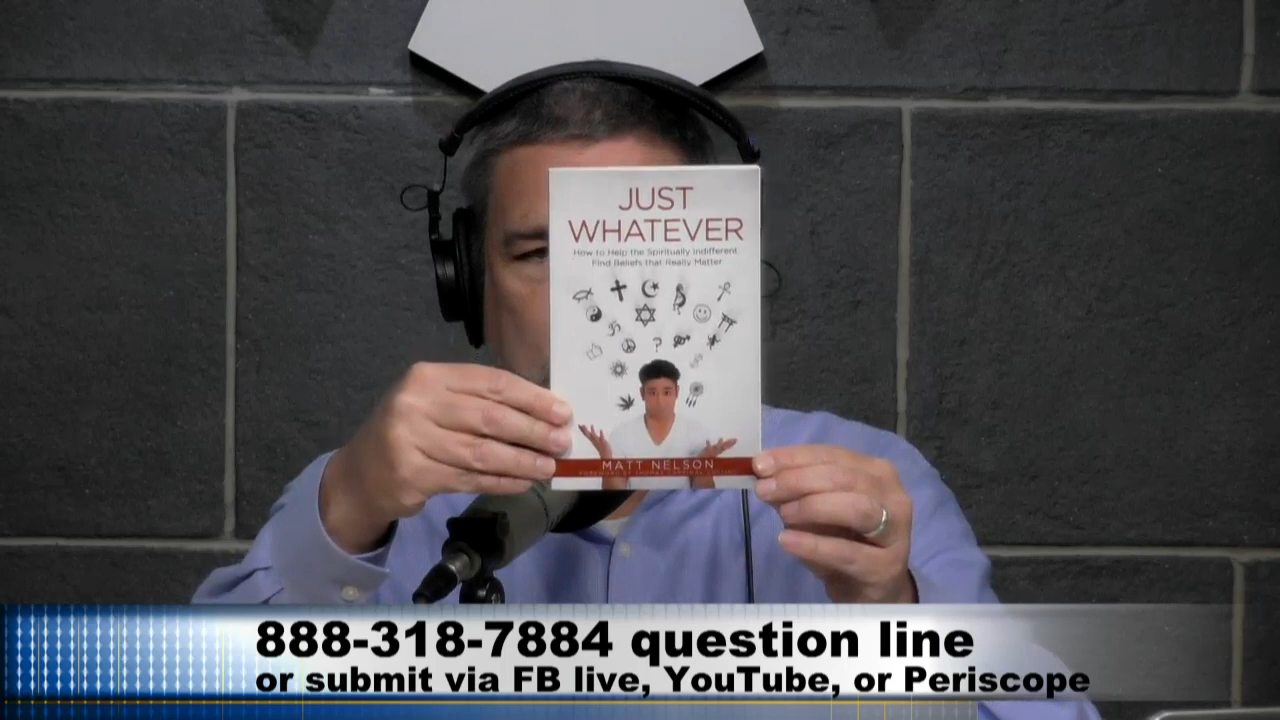 JUST
WHATEVER
How to Help the Spiritually Indifferent
Find Beliefs that Really Matter
?
MATT NELSON
888-318-7884 question line
or submit via FB live, YouTube, or Periscope